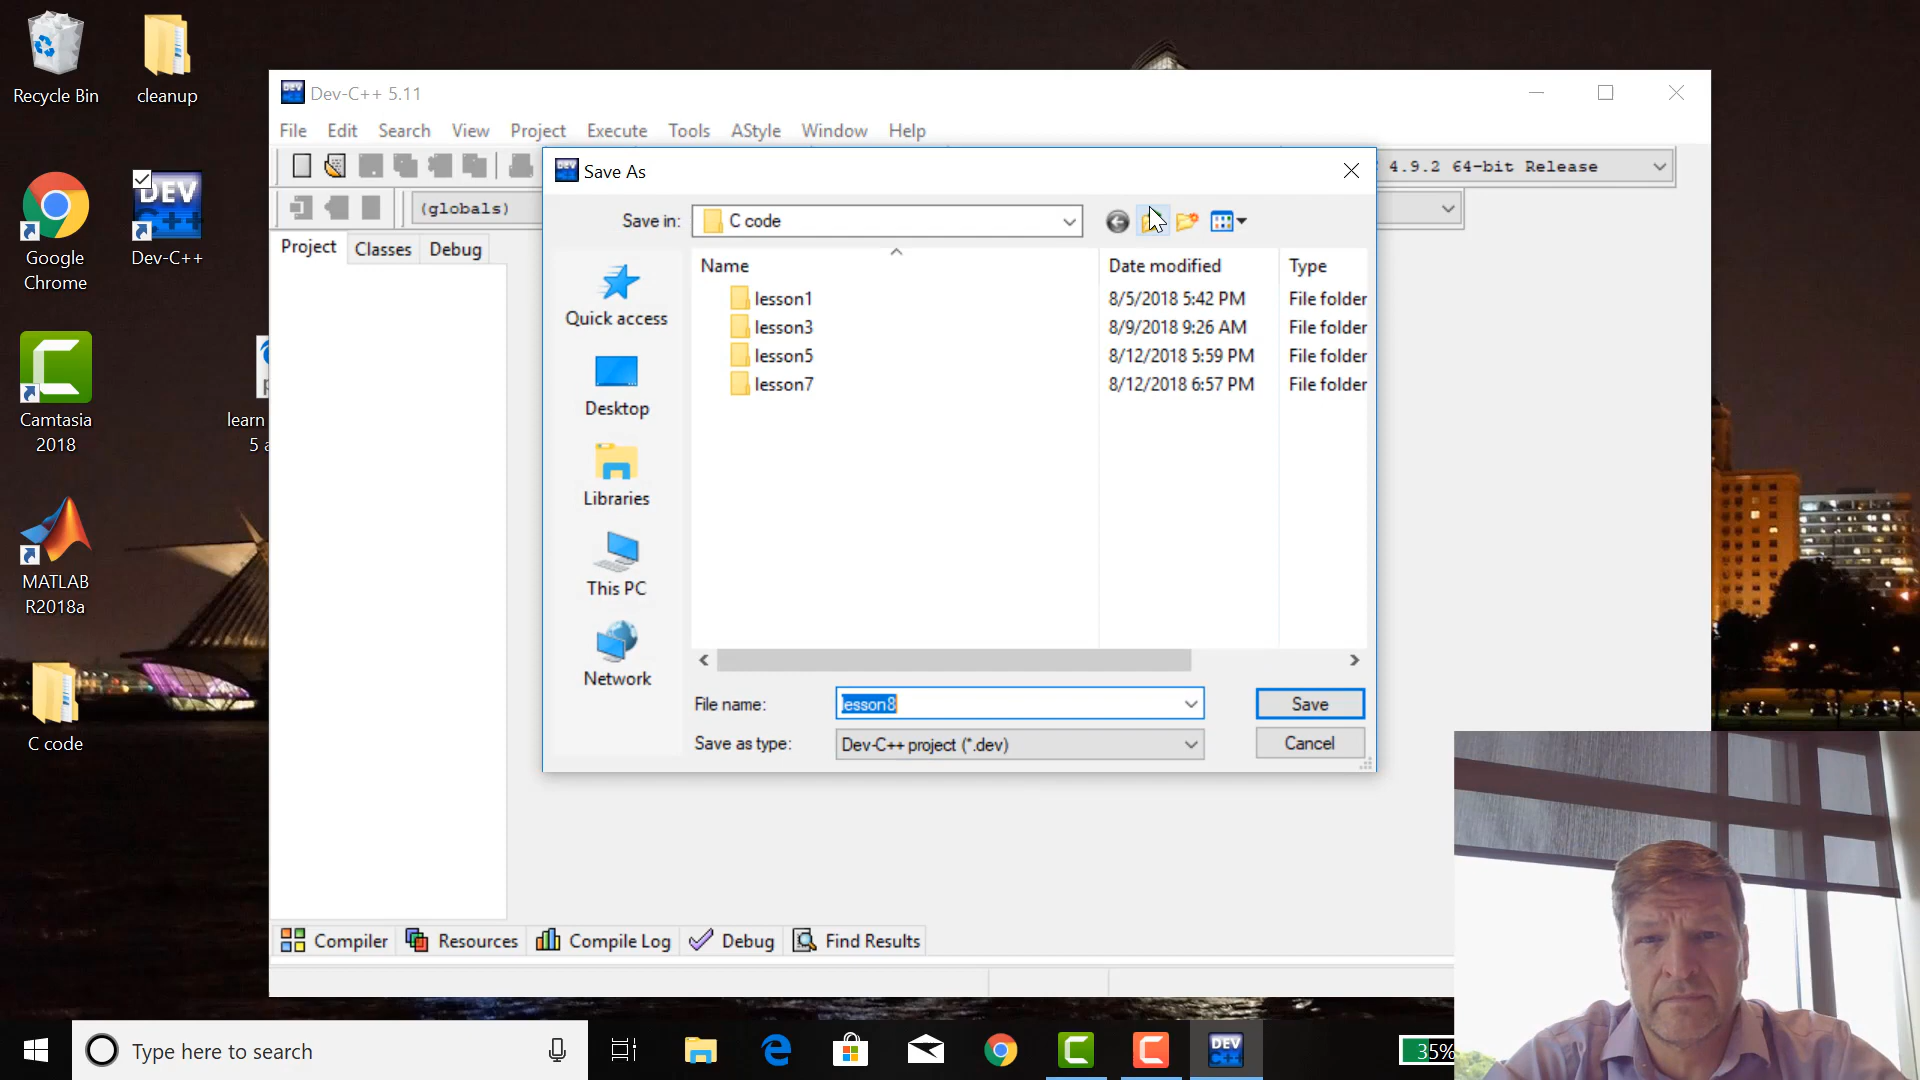 Recycle Bin
cleanup
Google
Chrome
DEV
C++
Dev-C++
Camtasia
2018
learn
5 a
MATLAB
R2018a
C code
Dev-C++ 5.11
File Edit Search View Project Execute Tools AStyle Window Help
4.9.2 64-bit Release
(globals)
Project Classes Debug
Save As
Save in: C code
Name Date modified Type
lesson1 8/5/2018 5:42 PM File folder
lesson3 8/9/2018 9:26 AM File folder
lesson5 8/12/2018 5:59 PM File folder
lesson7 8/12/2018 6:57 PM File folder
Quick access
Desktop
Libraries
This PC
Network
File name: lesson8 Save
Save as type: Dev-C++ project (*.dev) Cancel
Compiler Resources Compile Log Debug Find Results
Type here to search
DEV
35%